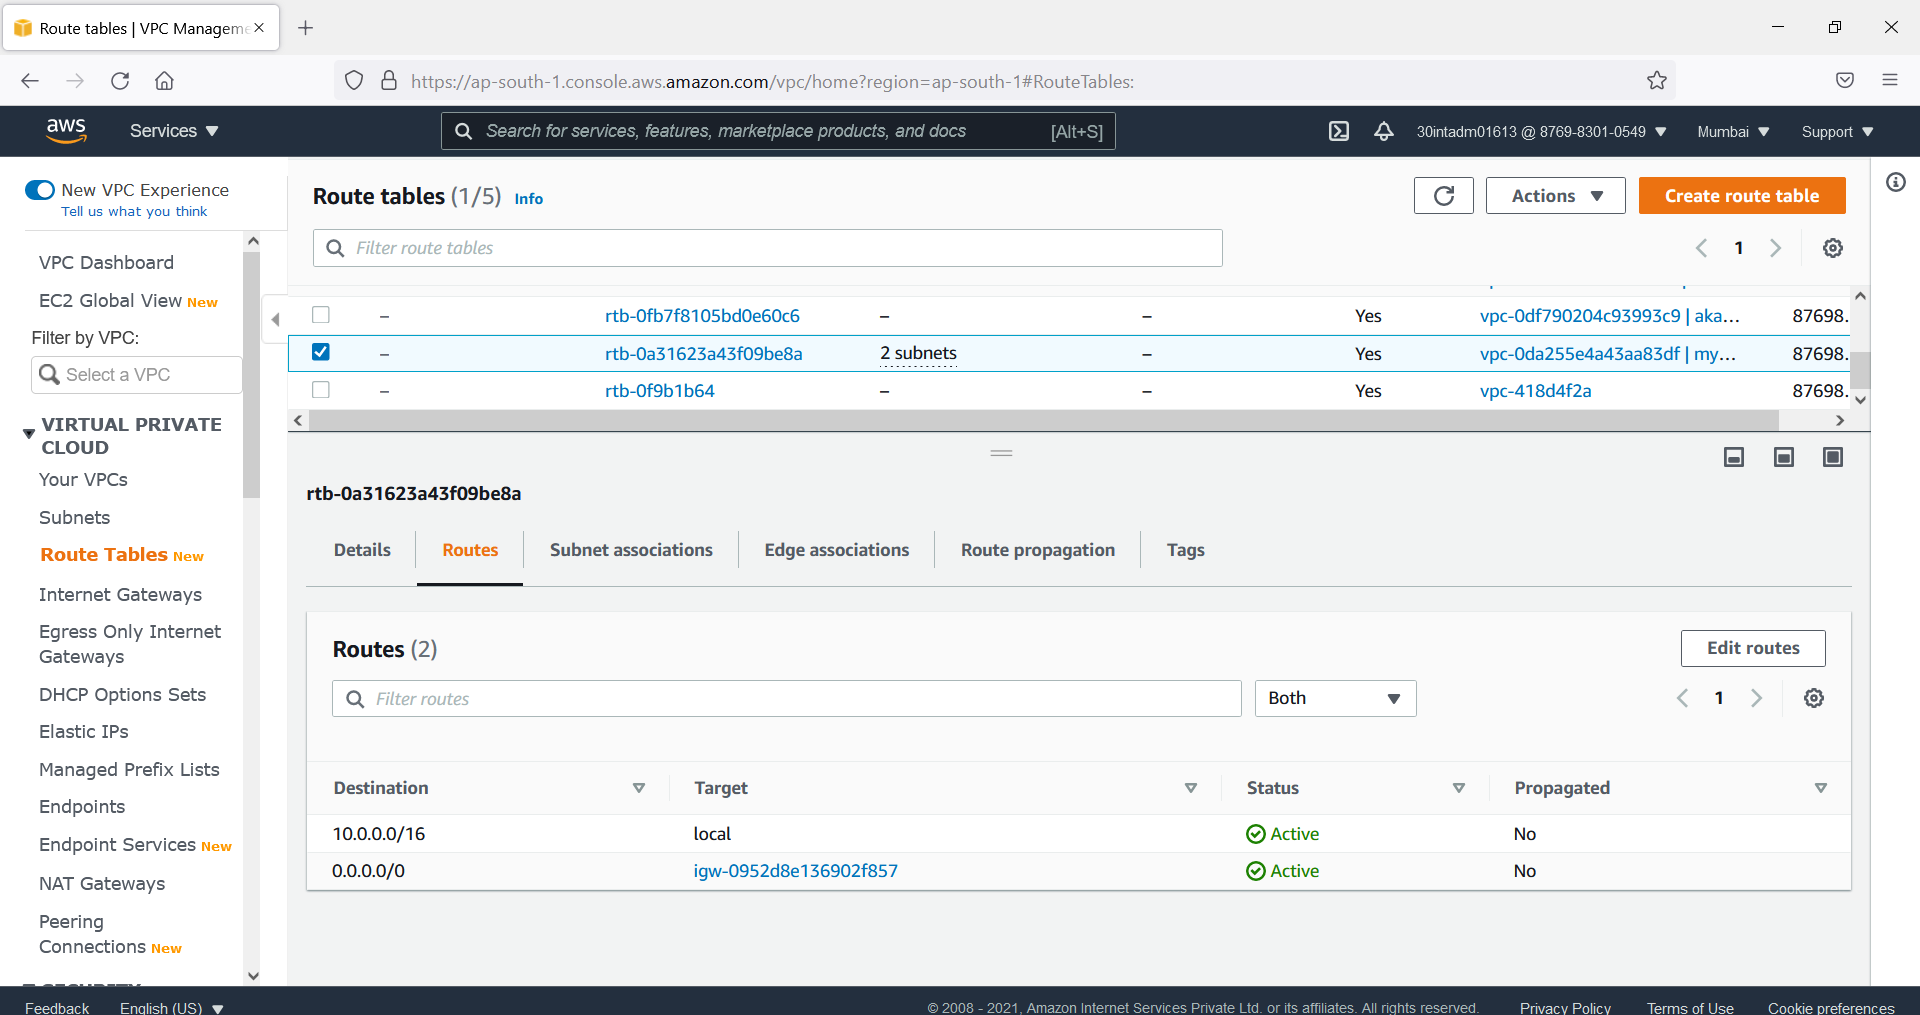 Route tables | VPC Manageme
https://ap-south-1.console.aws.amazon.com/vpc/home?region=ap-south-1#RouteTables:
aws Services Search for services, features, marketplace products, and docs [Alt+S] 30intadm01613 @ 8769-8301-0549 Mumbai Support
New VPC Experience
Tell us what you think
VPC Dashboard
EC2 Global View New
Filter by VPC:
Select a VPC
VIRTUAL PRIVATE
CLOUD
Your VPCs
Subnets
Route Tables New
Internet Gateways
Egress Only Internet
Gateways
DHCP Options Sets
Elastic IPs
Managed Prefix Lists
Endpoints
Endpoint Services New
NAT Gateways
Peering
Connections New
SECURITY
Route tables (1/5) Info
Actions Create route table
Filter route tables
1
– rtb-0fb7f8105bd0e60c6 – – Yes vpc-0df790204c93993c9 | aka... 87698.
– rtb-0a31623a43f09be8a 2 subnets – Yes vpc-0da255e4a43aa83df | my... 87698.
– rtb-0f9b1b64 – – Yes vpc-418d4f2a 87698.
rtb-0a31623a43f09be8a
Details Routes Subnet associations Edge associations Route propagation Tags
Routes (2) Edit routes
Filter routes Both 1
Destination Target Status Propagated
10.0.0.0/16 local Active No
0.0.0.0/0 igw-0952d8e136902f857 Active No
Feedback English (US) © 2008 - 2021, Amazon Internet Services Private Ltd. or its affiliates. All rights reserved. Privacy Policy Terms of Use Cookie preferences